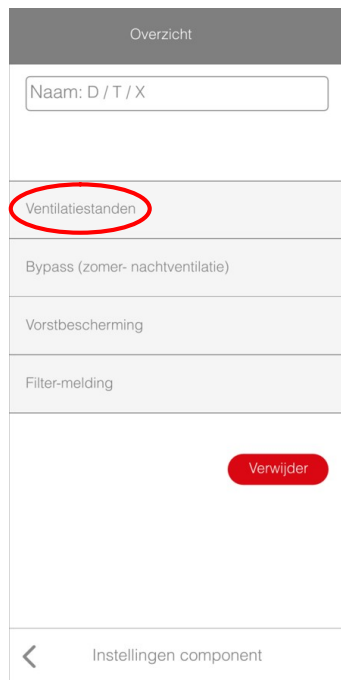 Overzicht
Naam: D / T / X
Ventilatiestanden
Bypass (zomer- nachtventilatie)
Vorstbescherming
Filter-melding
Verwijder
Instellingen component